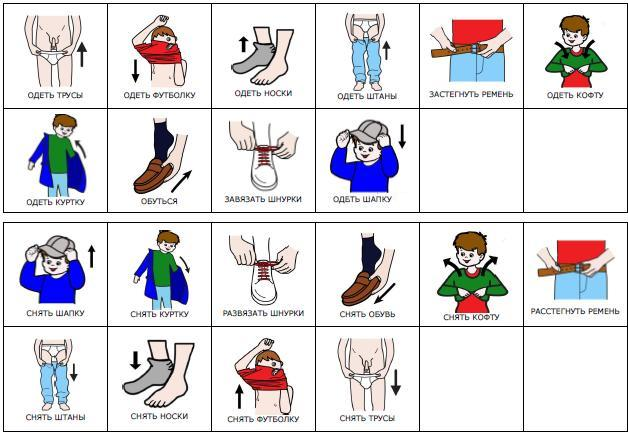 ОДЕТЬ ТРУСЫ
ОДЕТЬ ФУТБОЛКУ
ОДЕТЬ НОСКИ
ОДЕТЬ ШТАНЫ
ЗАСТЕГНУТЬ РЕМЕНЬ
ОДЕТЬ КОФТУ
ОДЕТЬ КУРТКУ
ОБУТЬСЯ
ЗАВЯЗАТЬ ШНУРКИ
ОДЕТЬ ШАПКУ
СНЯТЬ ШАПКУ
СНЯТЬ КУРТКУ
РАЗВЯЗАТЬ ШНУРКИ
СНЯТЬ ОБУВЬ
СНЯТЬ КОФТУ
РАССТЕГНУТЬ РЕМЕНЬ
СНЯТЬ ШТАНЫ
СНЯТЬ НОСКИ
СНЯТЬ ФУТБОЛКУ
СНЯТЬ ТРУСЫ